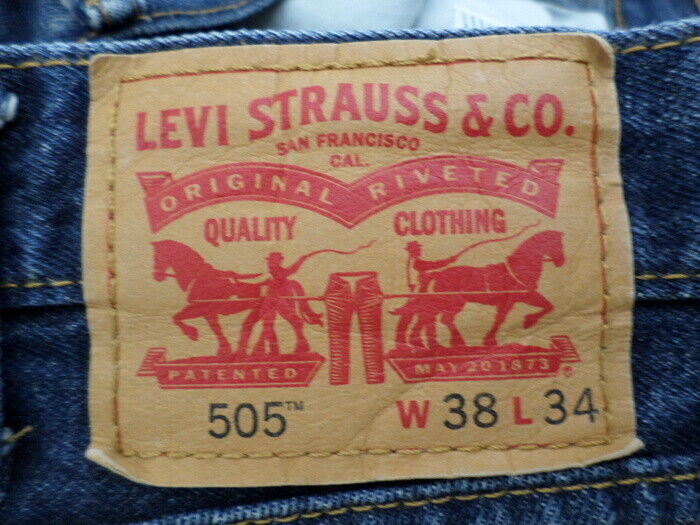 LEVI STRAUSS & CO.
SAN FRANCISCO
CAL.
ORIGINAL RIVETED
QUALITY CLOTHING
PATENTED MAY 20 1873 ®
505™ W 38 L 34